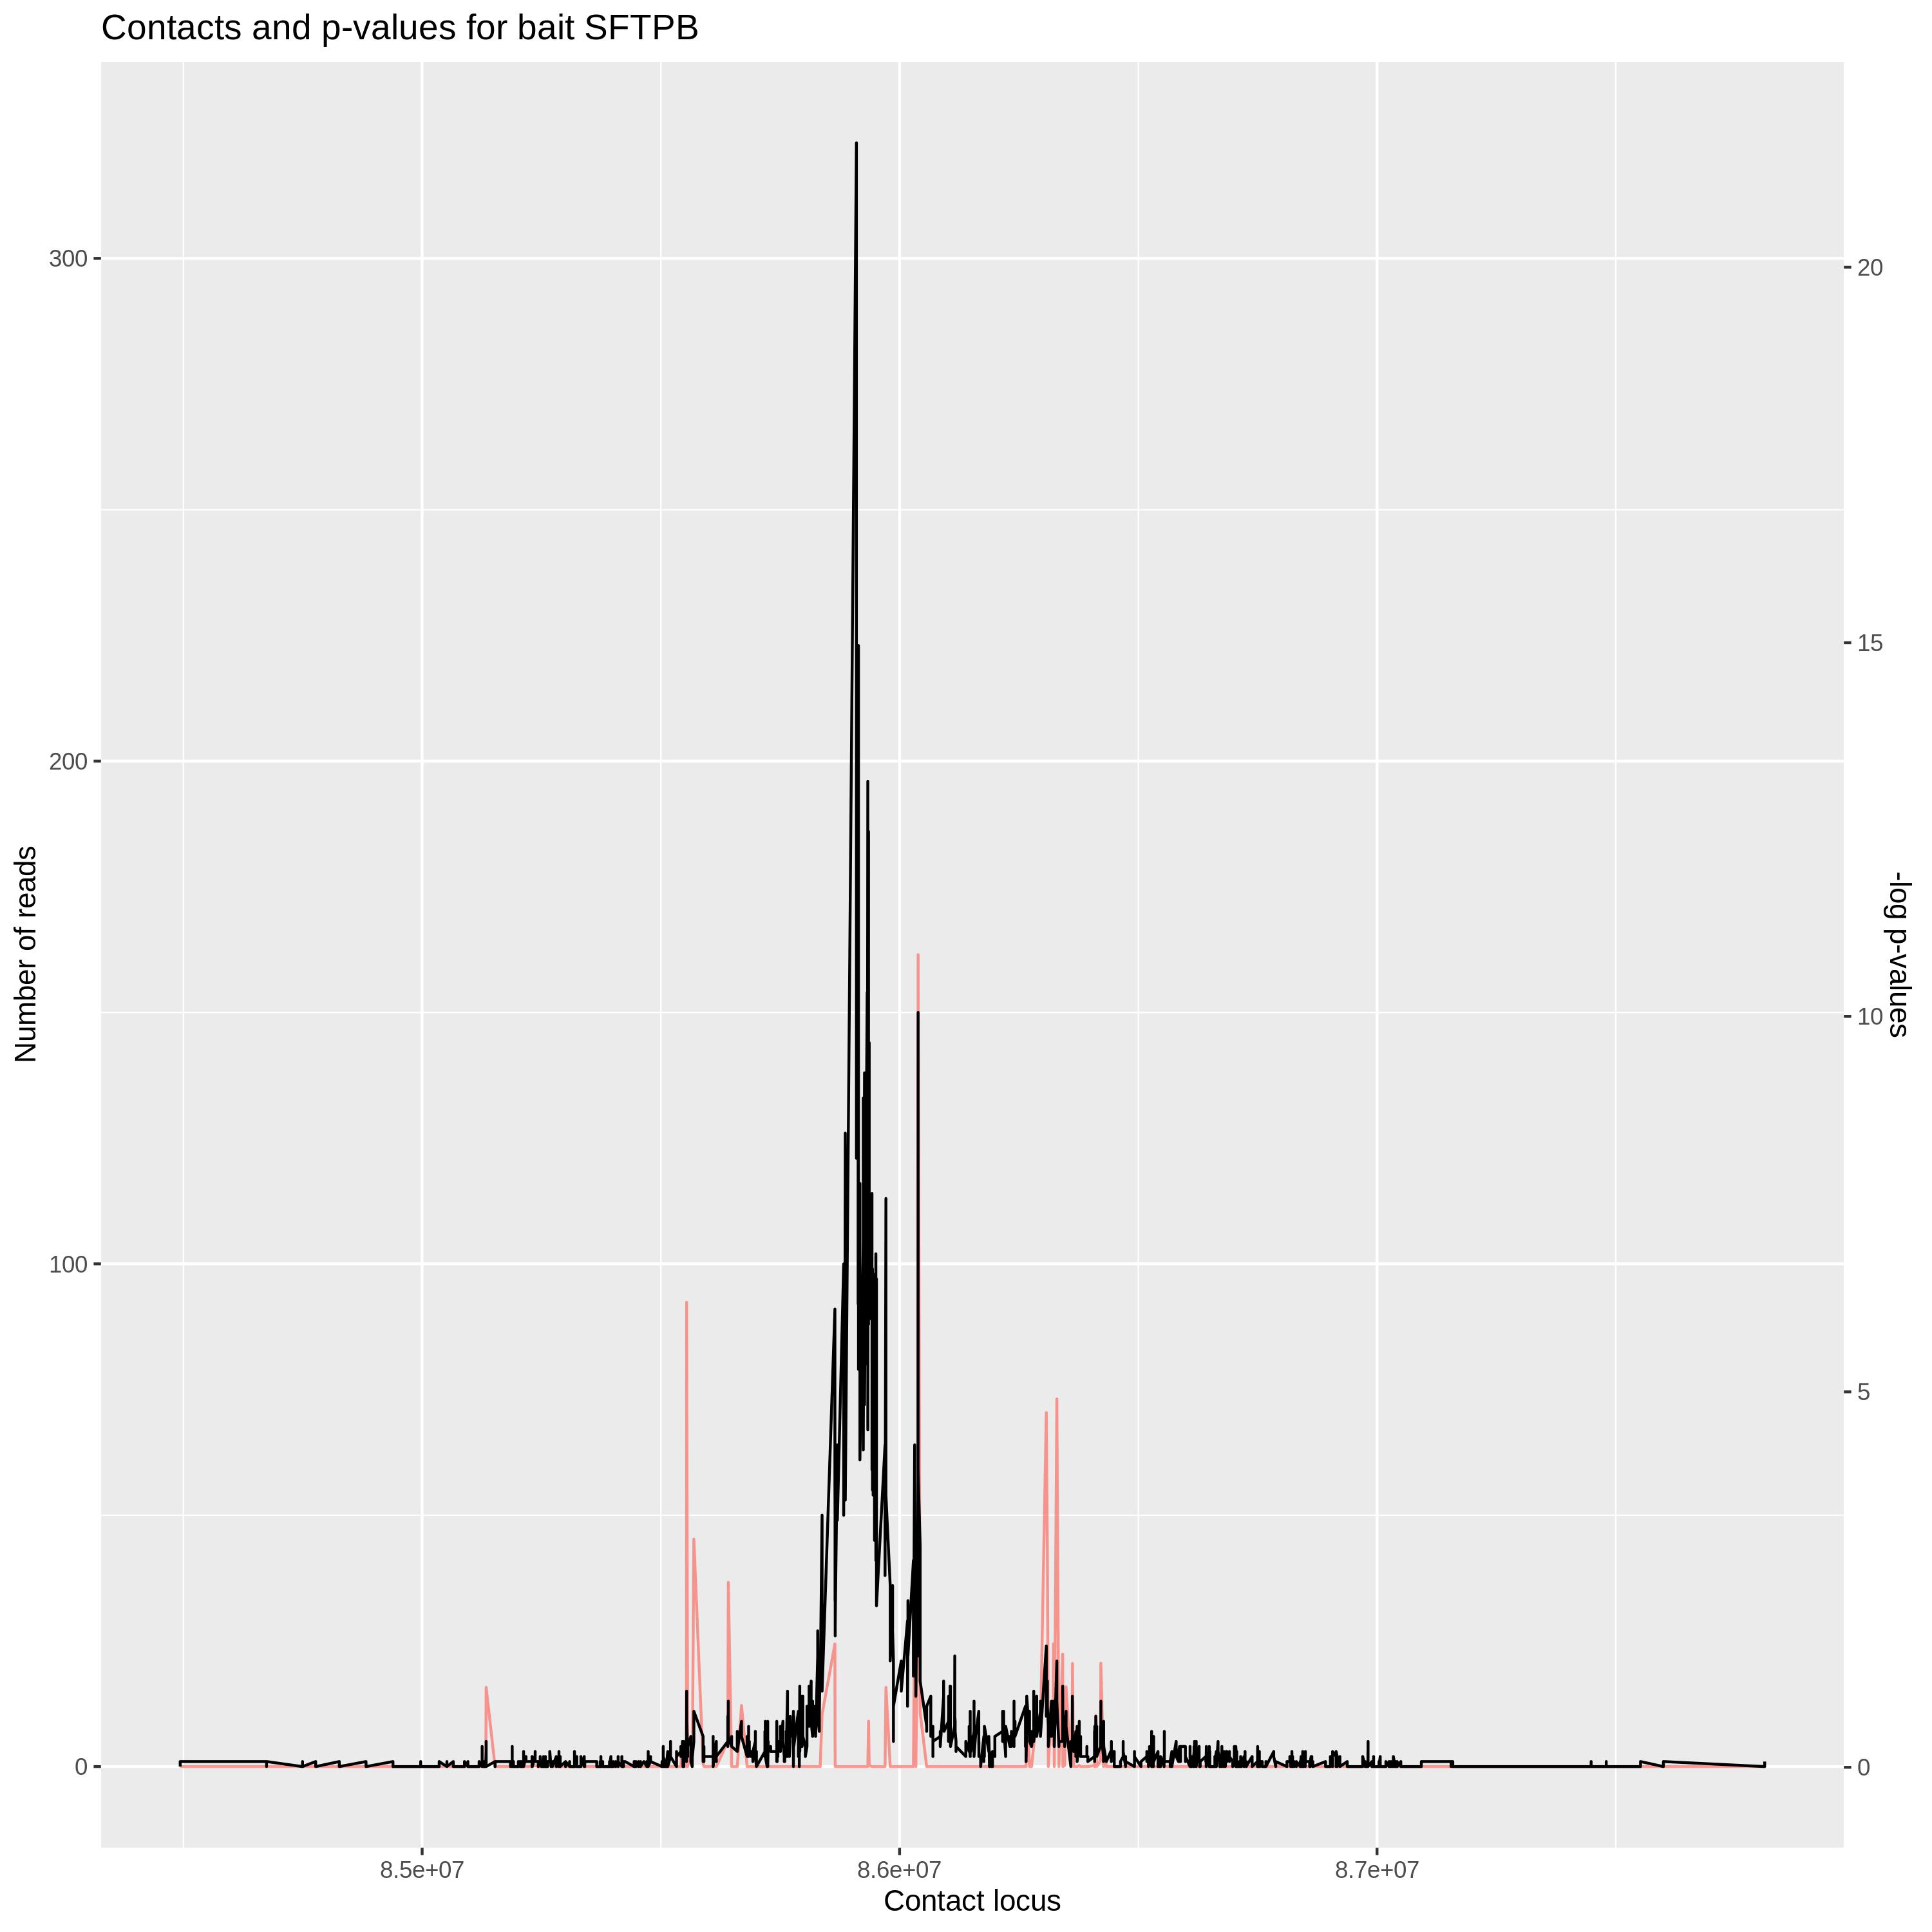 Contacts and p-values for bait SFTPB
300
200
100
0
Number of reads
20
15
10
5
0
-log p-values
8.5e+07
8.6e+07
8.7e+07
Contact locus